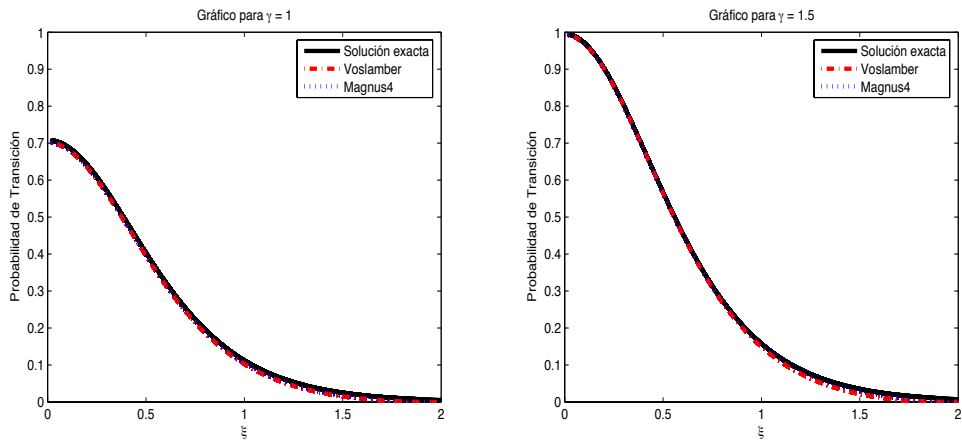 Gráfico para γ = 1
Probabilidad de Transición
1
0.9
0.8
0.7
0.6
0.5
0.4
0.3
0.2
0.1
0
Solución exacta
Voslamber
Magnus4
0
0.5
1
1.5
2
ξ
Gráfico para γ = 1.5
Probabilidad de Transición
1
0.9
0.8
0.7
0.6
0.5
0.4
0.3
0.2
0.1
0
Solución exacta
Voslamber
Magnus4
0
0.5
1
1.5
2
ξ